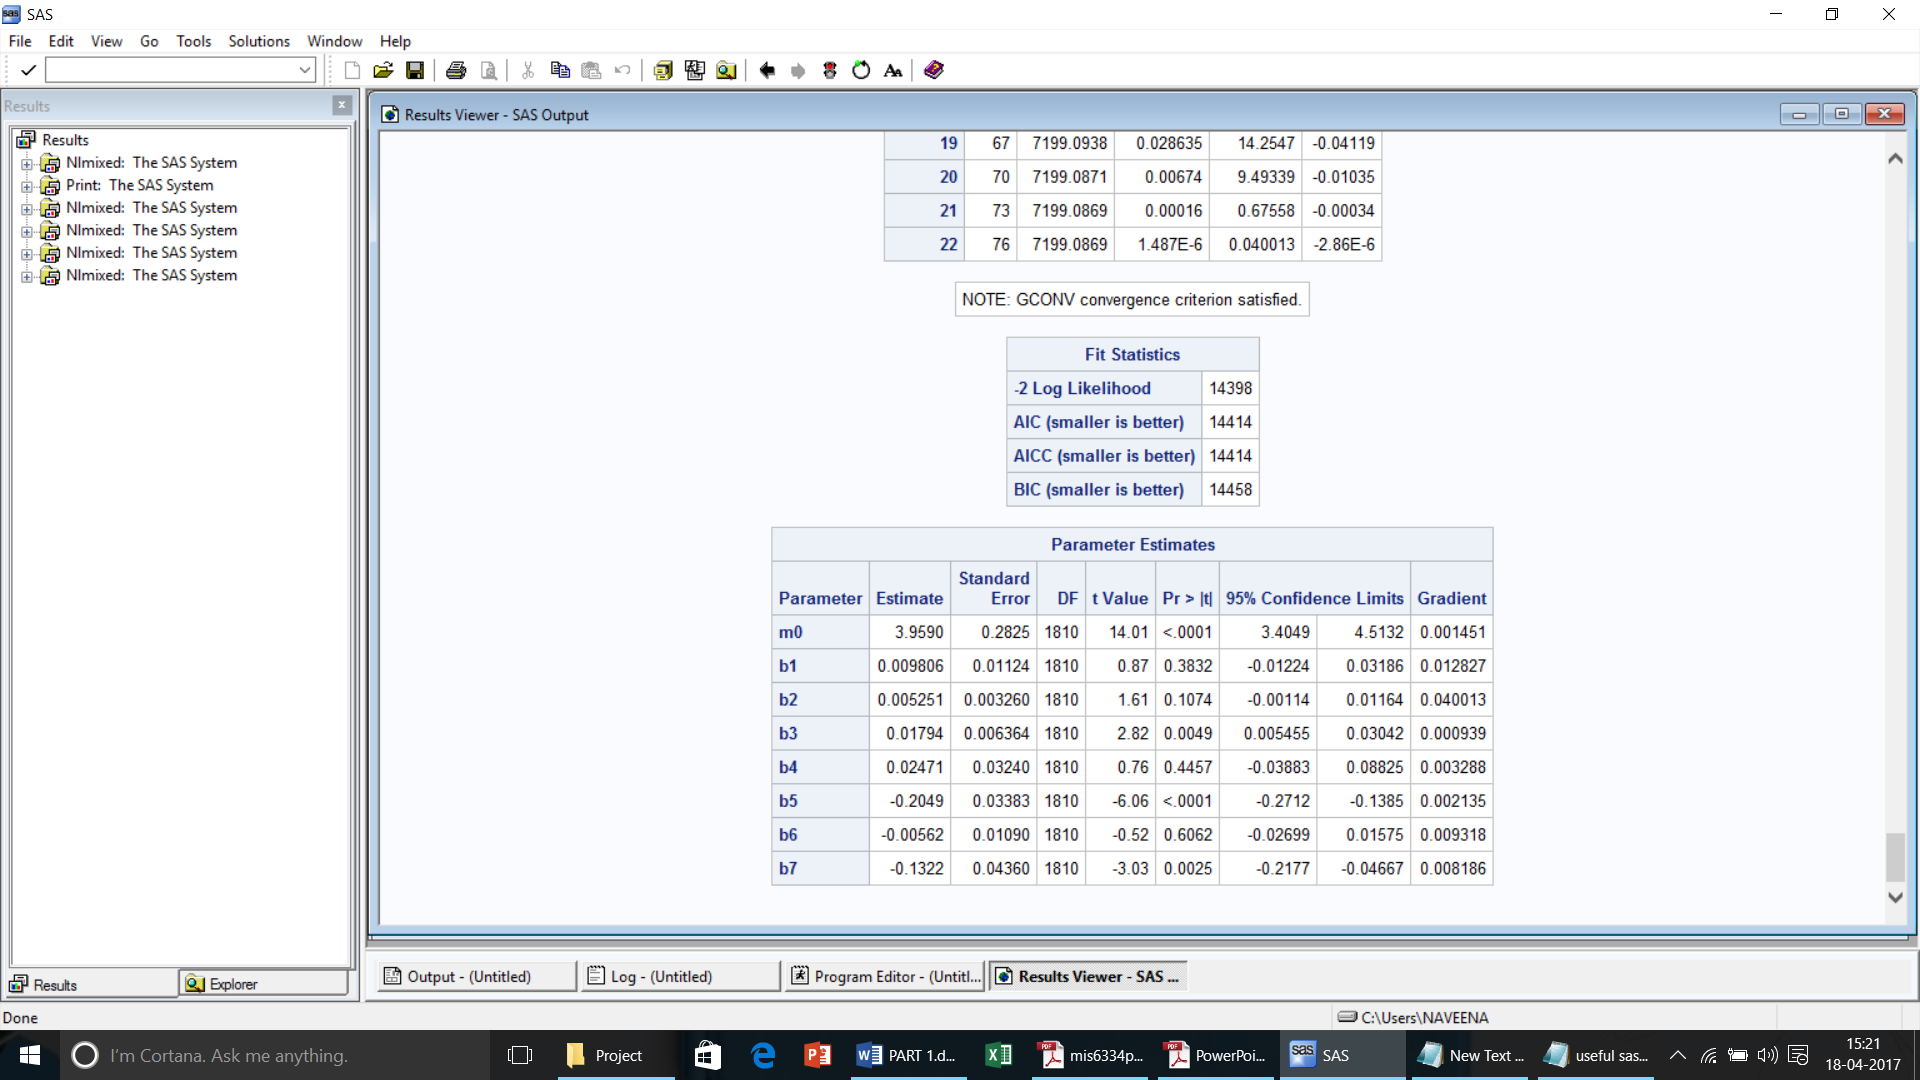 SAS
File Edit View Go Tools Solutions Window Help
Results
Results
Nlmixed: The SAS System
Print: The SAS System
Nlmixed: The SAS System
Nlmixed: The SAS System
Nlmixed: The SAS System
Nlmixed: The SAS System
Results Viewer - SAS Output
19 67 7199.0938 0.028635 14.2547 -0.04119
20 70 7199.0871 0.00674 9.49339 -0.01035
21 73 7199.0869 0.00016 0.67558 -0.00034
22 76 7199.0869 1.487E-6 0.040013 -2.86E-6
NOTE: GCONV convergence criterion satisfied.
Fit Statistics
-2 Log Likelihood 14398
AIC (smaller is better) 14414
AICC (smaller is better) 14414
BIC (smaller is better) 14458
Parameter Estimates
Parameter Estimate Standard Error DF t Value Pr > |t| 95% Confidence Limits Gradient
m0 3.9590 0.2825 1810 14.01 <.0001 3.4049 4.5132 0.001451
b1 0.009806 0.01124 1810 0.87 0.3832 -0.01224 0.03186 0.012827
b2 0.005251 0.003260 1810 1.61 0.1074 -0.00114 0.01164 0.040013
b3 0.01794 0.006364 1810 2.82 0.0049 0.005455 0.03042 0.000939
b4 0.02471 0.03240 1810 0.76 0.4457 -0.03883 0.08825 0.003288
b5 -0.2049 0.03383 1810 -6.06 <.0001 -0.2712 -0.1385 0.002135
b6 -0.00562 0.01090 1810 -0.52 0.6062 -0.02699 0.01575 0.009318
b7 -0.1322 0.04360 1810 -3.03 0.0025 -0.2177 -0.04667 0.008186
Results Explorer
Output - (Untitled) Log - (Untitled) Program Editor - (Untitl... Results Viewer - SAS ...
Done C:\Users\NAVEENA
I'm Cortana. Ask me anything. Project PART 1.d... mis6334p... PowerPoi... SAS New Text ... useful sas... 15:21
18-04-2017